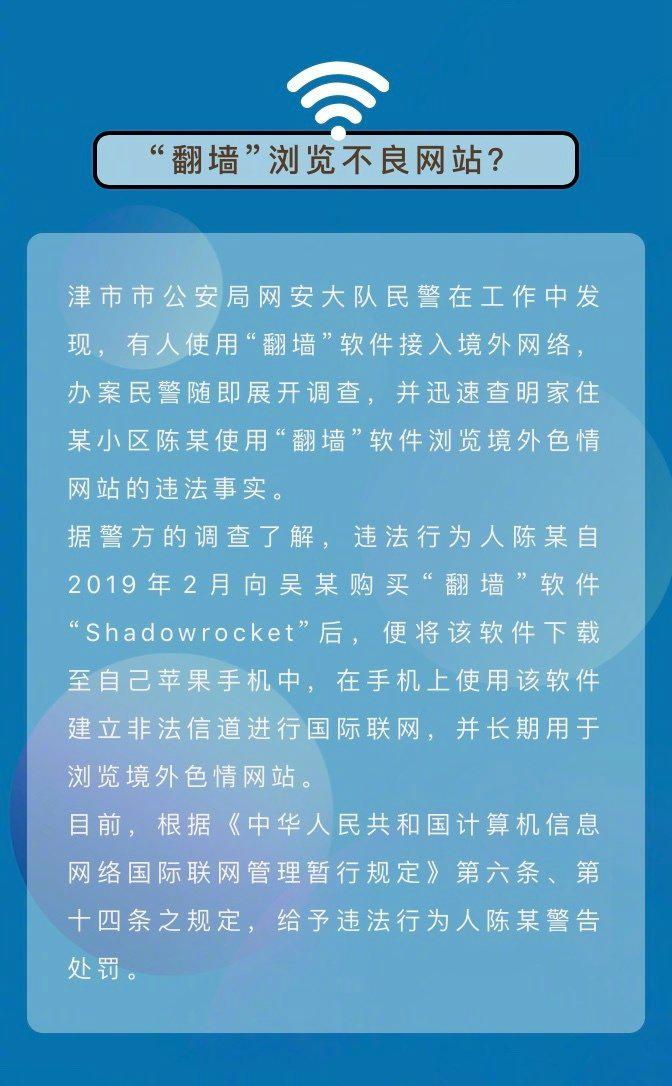 “翻墙”浏览不良网站?
津市市公安局网安大队民警在工作中发
现，有人使用“翻墙”软件接入境外网络，
办案民警随即展开调查，并迅速查明家住
某小区陈某使用“翻墙”软件浏览境外色情
网站的违法事实。
据警方的调查了解，违法行为人陈某自
2019年2月向吴某购买“翻墙”软件
“Shadowrocket”后，便将该软件下载
至自己苹果手机中，在手机上使用该软件
建立非法信道进行国际联网，并长期用于
浏览境外色情网站。
目前，根据《中华人民共和国计算机信息
网络国际联网管理暂行规定》第六条、第
十四条之规定，给予违法行为人陈某警告
处罚。